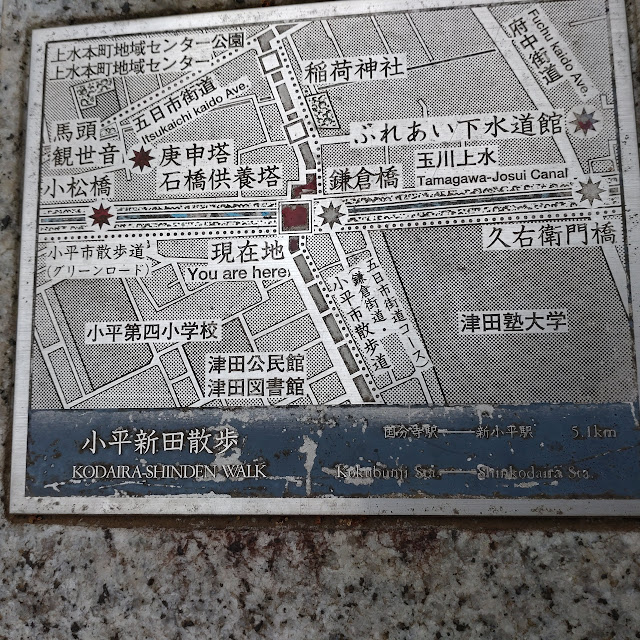 上水本町地域センター公園
上水本町地域センター
五日市街道
Itsukaichi kaido Ave.
稲荷神社
府中街道
Fuchu kaido Ave.
馬頭
観世音
庚申塔
石橋供養塔
ふれあい下水道館
小松橋
鎌倉橋
玉川上水
Tamagawa-Josui Canal
久右衛門橋
小平市散歩道
(グリーンロード)
現在地
You are here
五日市街道コース
鎌倉街道・
小平市散歩道
小平第四小学校
津田塾大学
津田公民館
津田図書館
小平新田散歩
KODAIRA-SHINDEN WALK
国分寺駅――新小平駅 5.1km
Kokubunji Sta.――Shinkodaira Sta.